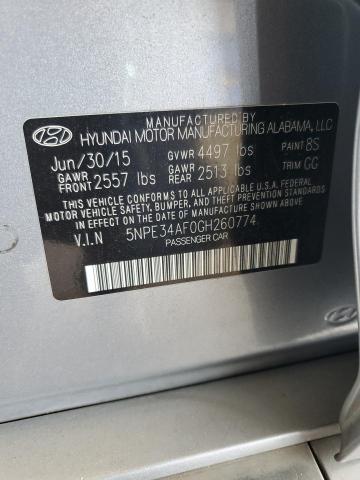 MANUFACTURED BY
HYUNDAI MOTOR MANUFACTURING ALABAMA, LLC
Jun/30/15 GVWR 4497 lbs PAINT 8S
GAWR FRONT 2557 lbs GAWR REAR 2513 lbs TRIM GG
THIS VEHICLE CONFORMS TO ALL APPLICABLE U.S.A. FEDERAL
MOTOR VEHICLE SAFETY, BUMPER, AND THEFT PREVENTION
STANDARDS IN EFFECT ON THE DATE OF MANUFACTURE
SHOWN ABOVE.
V.I.N 5NPE34AF0GH260774
PASSENGER CAR